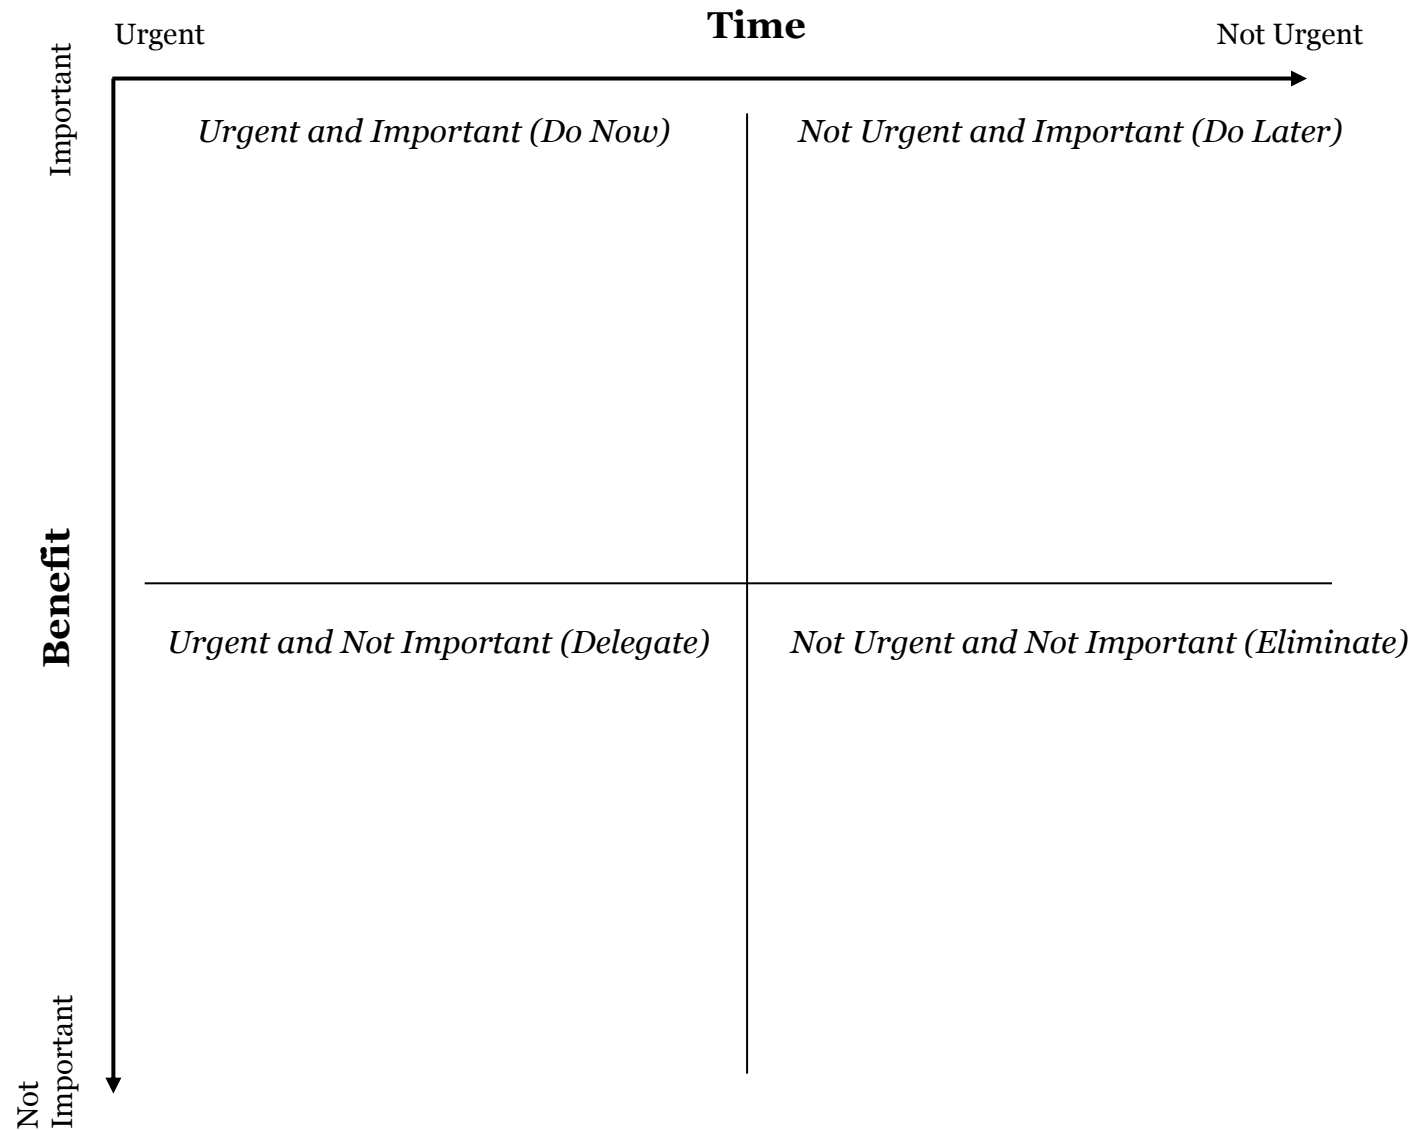 Time
Urgent
Not Urgent
Important
Urgent and Important (Do Now)
Not Urgent and Important (Do Later)
Benefit
Urgent and Not Important (Delegate)
Not Urgent and Not Important (Eliminate)
Not
Important